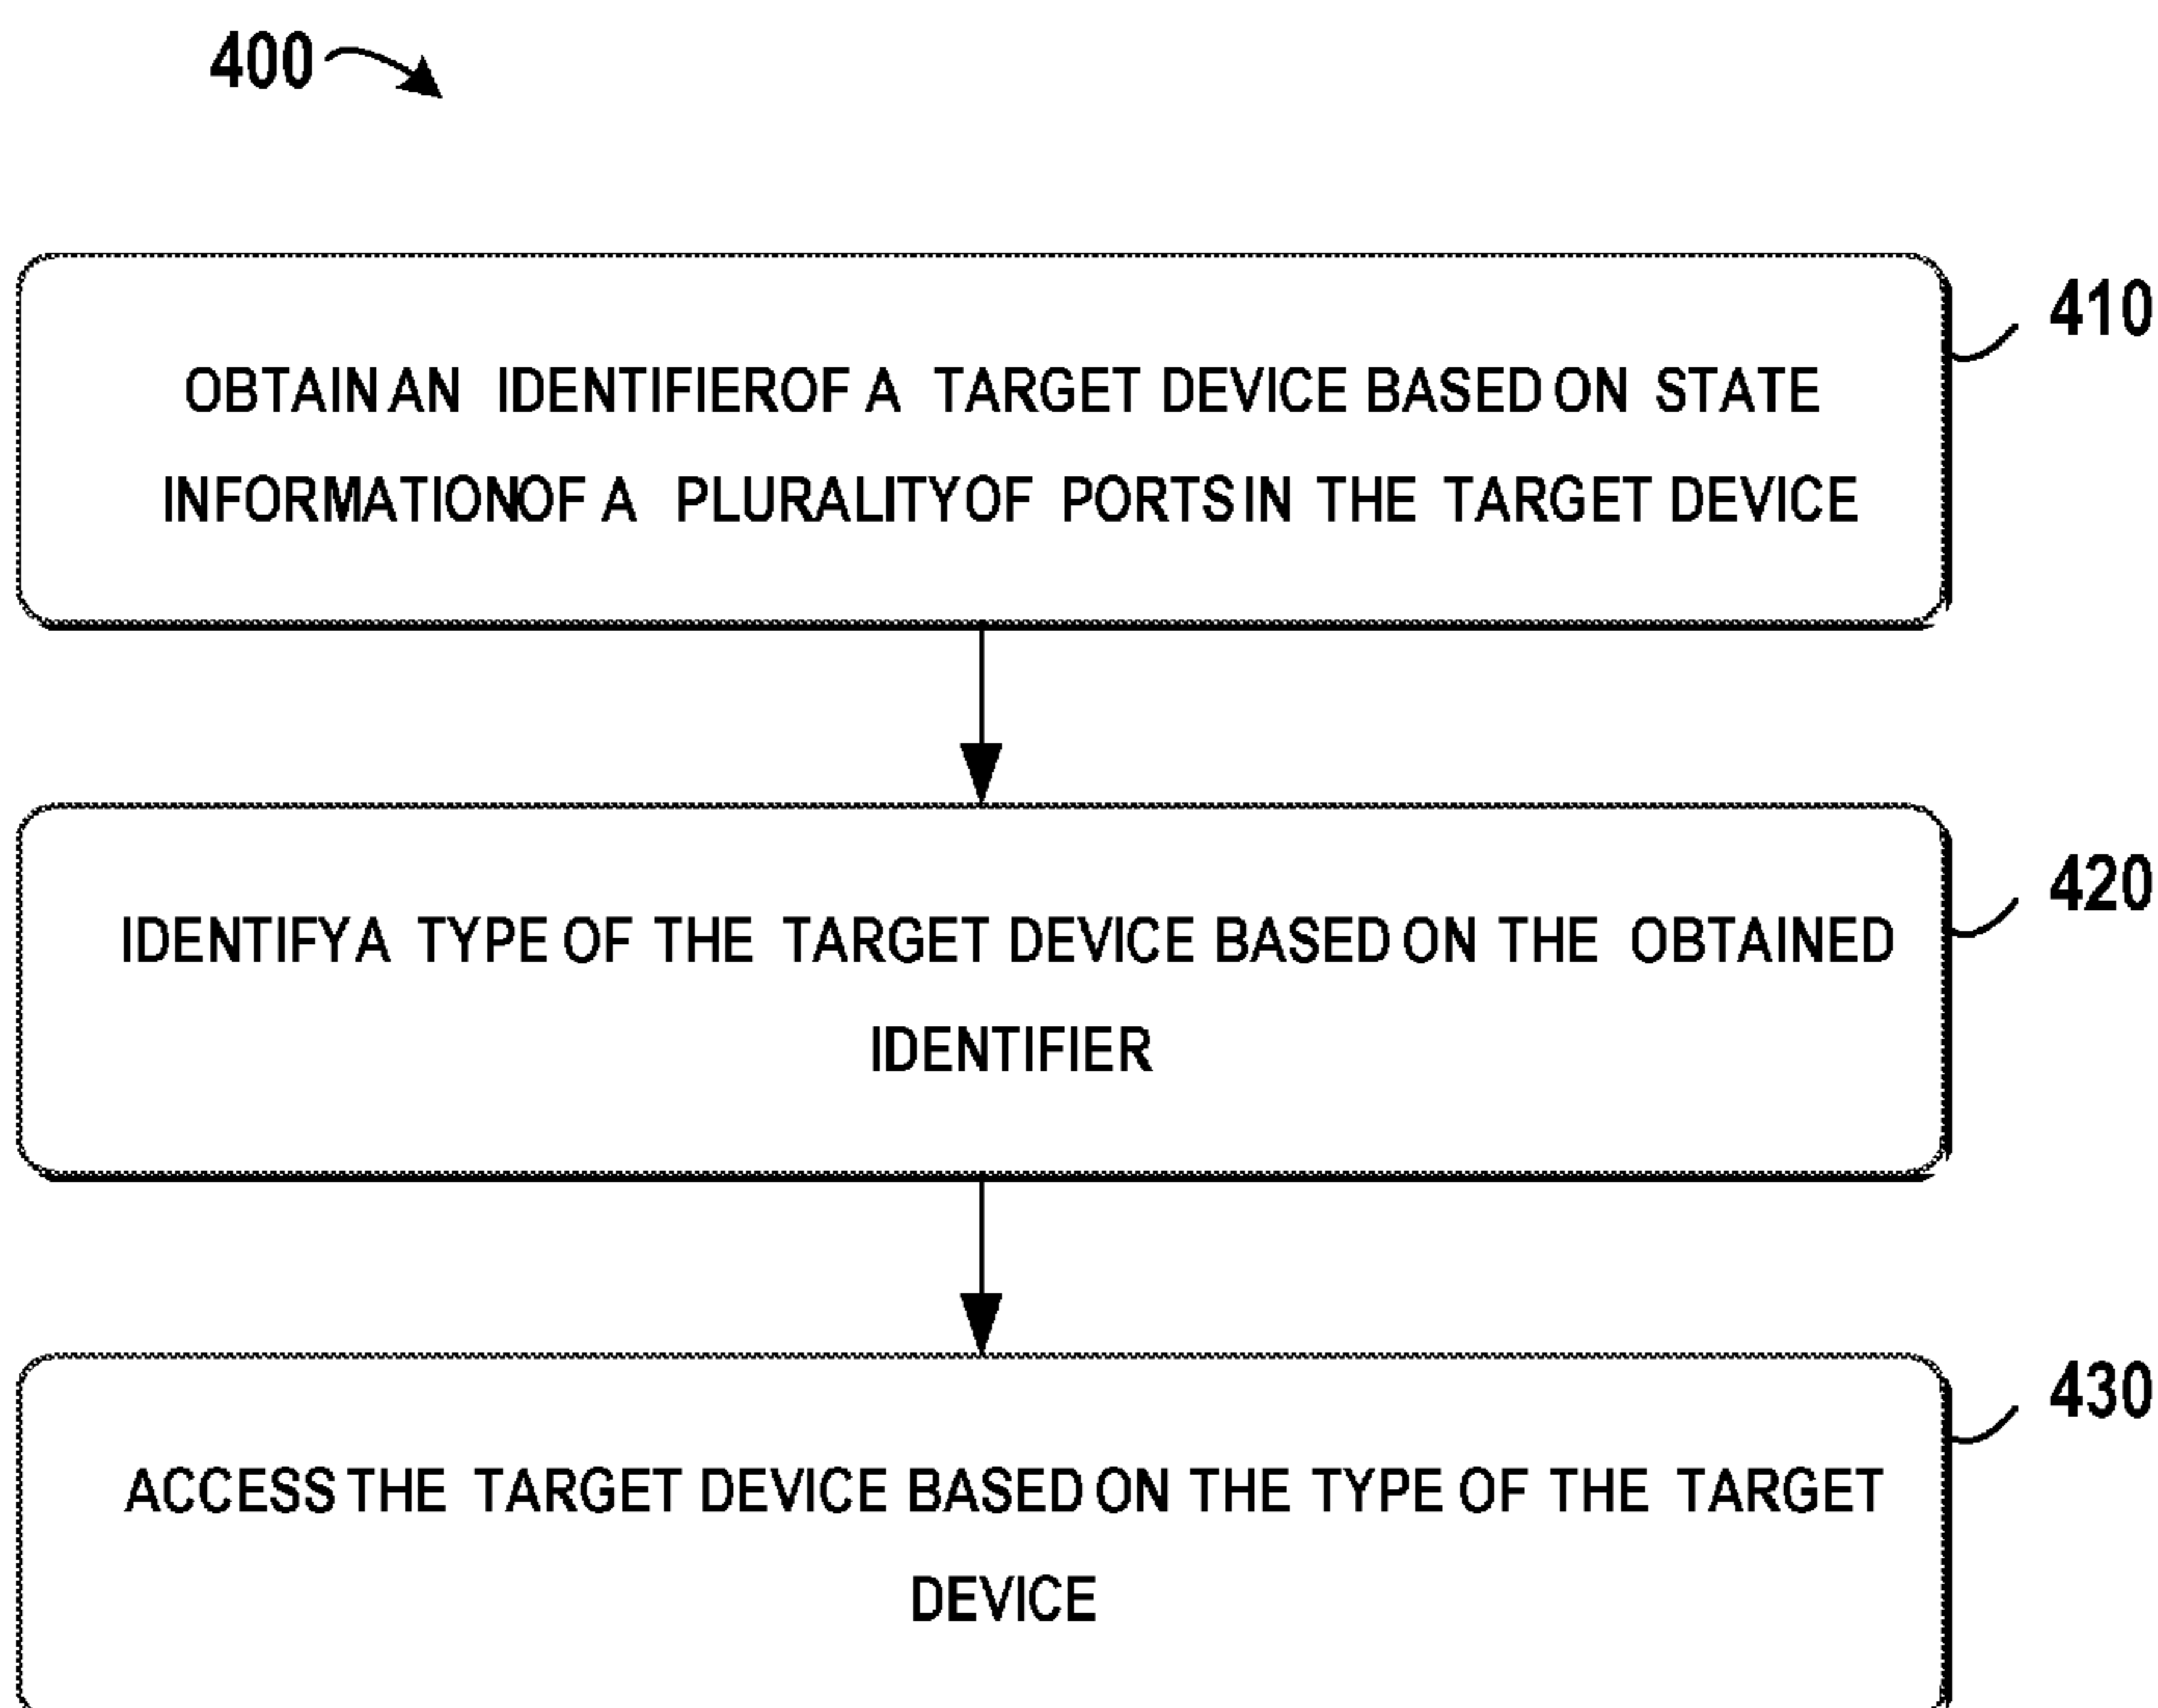 400
410
OBTAIN AN IDENTIFIER OF A TARGET DEVICE BASED ON STATE
INFORMATION OF A PLURALITY OF PORTS IN THE TARGET DEVICE
420
IDENTIFY A TYPE OF THE TARGET DEVICE BASED ON THE OBTAINED
IDENTIFIER
430
ACCESS THE TARGET DEVICE BASED ON THE TYPE OF THE TARGET
DEVICE